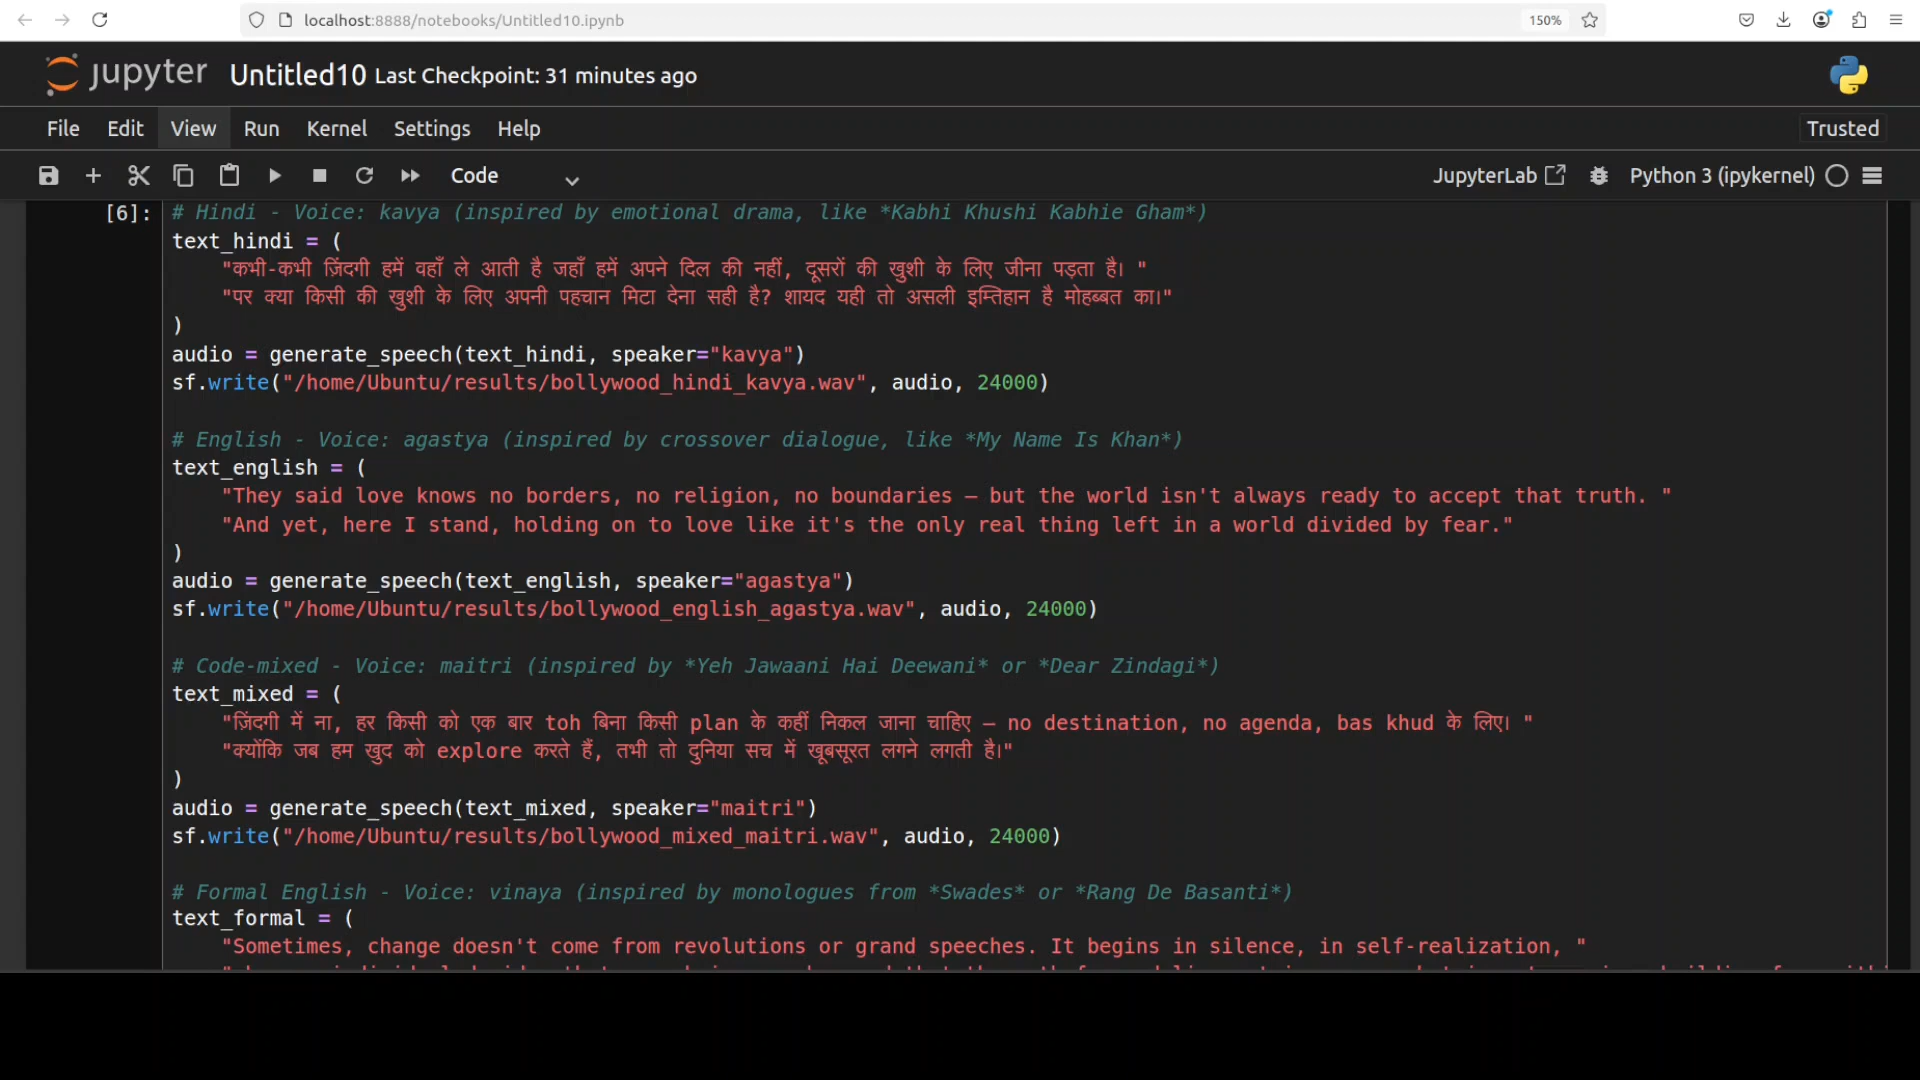 localhost:8888/notebooks/Untitled10.ipynb
150%
jupyter Untitled10 Last Checkpoint: 31 minutes ago
File Edit View Run Kernel Settings Help Trusted
Code JupyterLab Python 3 (ipykernel)
[6]: # Hindi - Voice: kavya (inspired by emotional drama, like *Kabhi Khushi Kabhie Gham*)
text_hindi = (
"कभी-कभी ज़िंदगी हमें वहाँ ले आती है जहाँ हमें अपने दिल की नहीं, दूसरों की खुशी के लिए जीना पड़ता है। "
"पर क्या किसी की खुशी के लिए अपनी पहचान मिटा देना सही है? शायद यही तो असली इम्तिहान है मोहब्बत का।"
)
audio = generate_speech(text_hindi, speaker="kavya")
sf.write("/home/Ubuntu/results/bollywood_hindi_kavya.wav", audio, 24000)
# English - Voice: agastya (inspired by crossover dialogue, like *My Name Is Khan*)
text_english = (
"They said love knows no borders, no religion, no boundaries — but the world isn't always ready to accept that truth. "
"And yet, here I stand, holding on to love like it's the only real thing left in a world divided by fear."
)
audio = generate_speech(text_english, speaker="agastya")
sf.write("/home/Ubuntu/results/bollywood_english_agastya.wav", audio, 24000)
# Code-mixed - Voice: maitri (inspired by *Yeh Jawaani Hai Deewani* or *Dear Zindagi*)
text_mixed = (
"ज़िंदगी में ना, हर किसी को एक बार toh बिना किसी plan के कहीं निकल जाना चाहिए — no destination, no agenda, bas khud के लिए। "
"क्योंकि जब हम खुद को explore करते हैं, तभी तो दुनिया सच में खूबसूरत लगने लगती है।"
)
audio = generate_speech(text_mixed, speaker="maitri")
sf.write("/home/Ubuntu/results/bollywood_mixed_maitri.wav", audio, 24000)
# Formal English - Voice: vinaya (inspired by monologues from *Swades* or *Rang De Basanti*)
text_formal = (
"Sometimes, change doesn't come from revolutions or grand speeches. It begins in silence, in self-realization, "